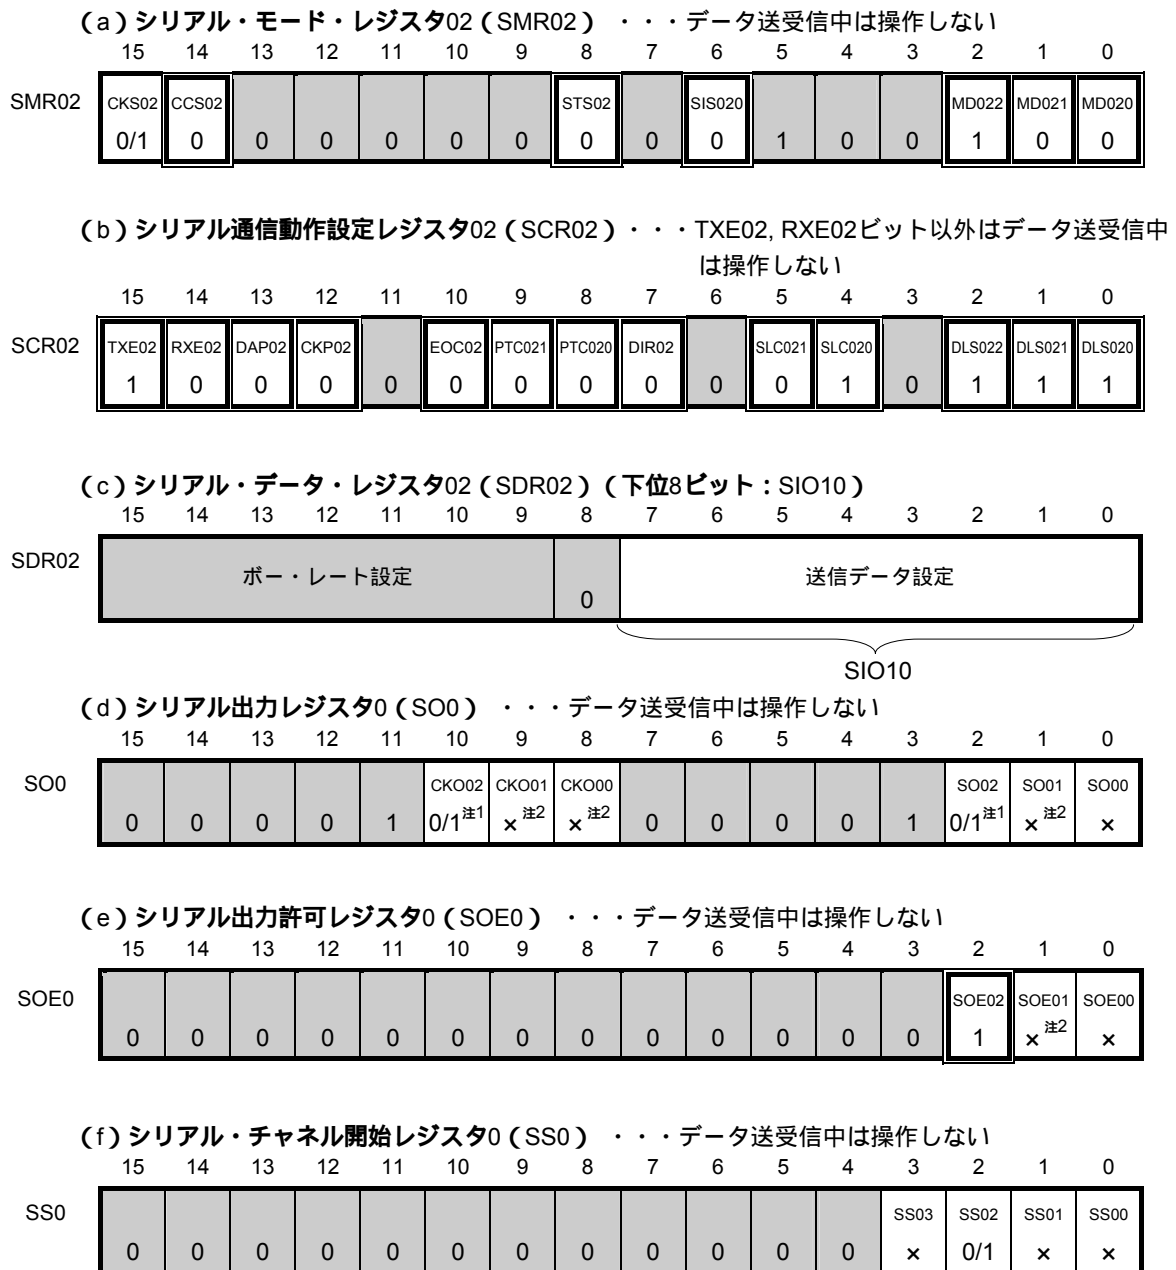 (a)シリアル・モード・レジスタ02(SMR02) ・・・データ送受信中は操作しない
15 14 13 12 11 10 9 8 7 6 5 4 3 2 1 0
SMR02 CKS02 CCS02 STS02 SIS020 MD022 MD021 MD020
0/1 0 0 0 0 0 0 0 0 0 1 0 0 1 0 0
(b)シリアル通信動作設定レジスタ02(SCR02)・・・TXE02, RXE02ビット以外はデータ送受信中
は操作しない
15 14 13 12 11 10 9 8 7 6 5 4 3 2 1 0
SCR02 TXE02 RXE02 DAP02 CKP02 EOC02 PTC021 PTC020 DIR02 SLC021 SLC020 DLS022 DLS021 DLS020
1 0 0 0 0 0 0 0 0 0 0 1 0 1 1 1
(c)シリアル・データ・レジスタ02(SDR02)(下位8ビット:SIO10)
15 14 13 12 11 10 9 8 7 6 5 4 3 2 1 0
SDR02 ボー・レート設定 送信データ設定
0
SIO10
(d)シリアル出力レジスタ0(SO0) ・・・データ送受信中は操作しない
15 14 13 12 11 10 9 8 7 6 5 4 3 2 1 0
SO0 CKO02 CKO01 CKO00 SO02 SO01 SO00
0 0 0 0 1 0/1注1 ×注2 ×注2 0 0 0 0 1 0/1注1 ×注2 ×
(e)シリアル出力許可レジスタ0(SOE0) ・・・データ送受信中は操作しない
15 14 13 12 11 10 9 8 7 6 5 4 3 2 1 0
SOE0 SOE02 SOE01 SOE00
0 0 0 0 0 0 0 0 0 0 0 0 0 1 ×注2 ×
(f)シリアル・チャネル開始レジスタ0(SS0) ・・・データ送受信中は操作しない
15 14 13 12 11 10 9 8 7 6 5 4 3 2 1 0
SS0 SS03 SS02 SS01 SS00
0 0 0 0 0 0 0 0 0 0 0 0 × 0/1 × ×